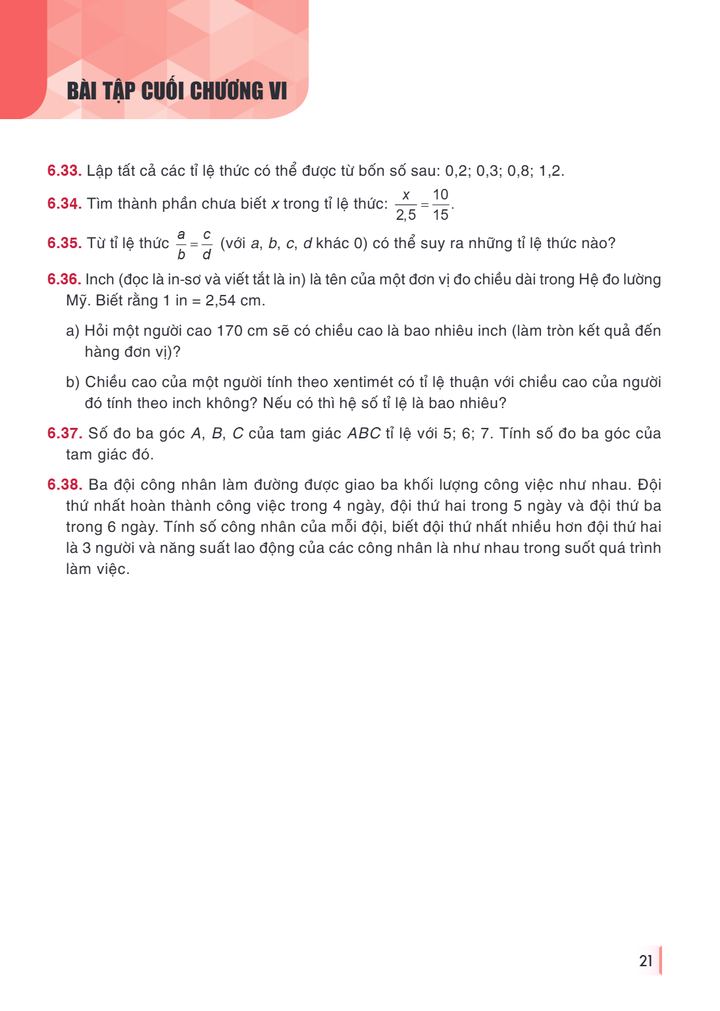 BÀI TẬP CUỐI CHƯƠNG VI
6.33. Lập tất cả các tỉ lệ thức có thể được từ bốn số sau: 0,2; 0,3; 0,8; 1,2.
6.34. Tìm thành phần chưa biết x trong tỉ lệ thức: x/2,5 = 10/15.
6.35. Từ tỉ lệ thức a/b = c/d (với a, b, c, d khác 0) có thể suy ra những tỉ lệ thức nào?
6.36. Inch (đọc là in-sơ và viết tắt là in) là tên của một đơn vị đo chiều dài trong Hệ đo lường
Mỹ. Biết rằng 1 in = 2,54 cm.
a) Hỏi một người cao 170 cm sẽ có chiều cao là bao nhiêu inch (làm tròn kết quả đến
hàng đơn vị)?
b) Chiều cao của một người tính theo xentimét có tỉ lệ thuận với chiều cao của người
đó tính theo inch không? Nếu có thì hệ số tỉ lệ là bao nhiêu?
6.37. Số đo ba góc A, B, C của tam giác ABC tỉ lệ với 5; 6; 7. Tính số đo ba góc của
tam giác đó.
6.38. Ba đội công nhân làm đường được giao ba khối lượng công việc như nhau. Đội
thứ nhất hoàn thành công việc trong 4 ngày, đội thứ hai trong 5 ngày và đội thứ ba
trong 6 ngày. Tính số công nhân của mỗi đội, biết đội thứ nhất nhiều hơn đội thứ hai
là 3 người và năng suất lao động của các công nhân là như nhau trong suốt quá trình
làm việc.
21